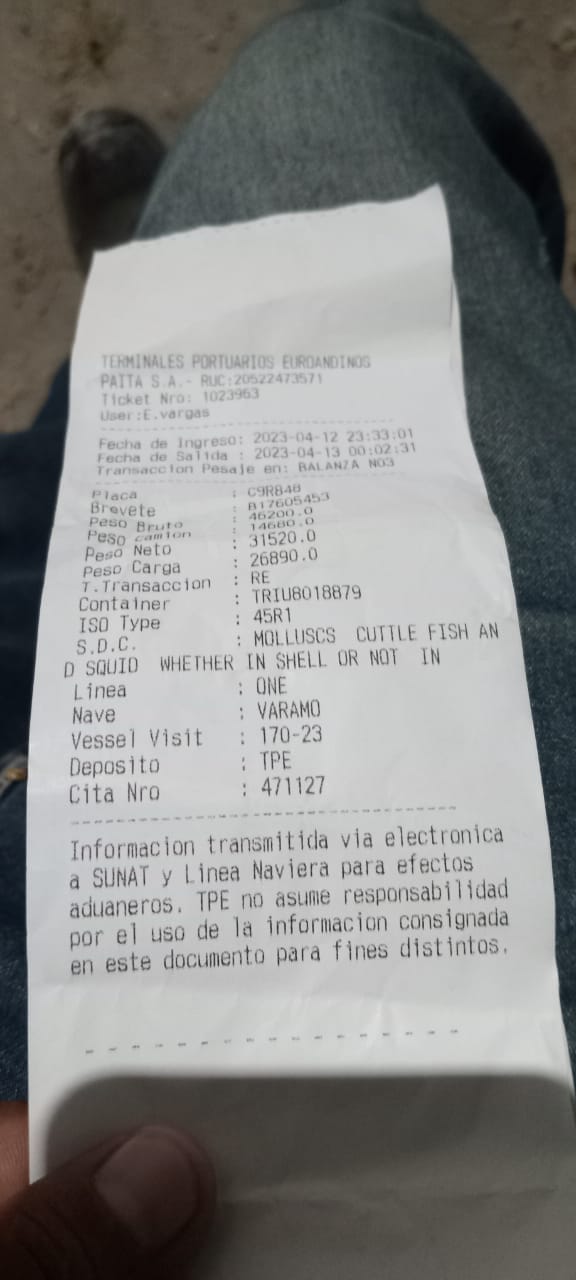 TERMINALES PORTUARIOS EUROANDINOS
PAITA S.A.- RUC:20522473571
Ticket Nro: 1023963
User:E.vargas
Fecha de Ingreso: 2023-04-12 23:33:01
Fecha de Salida : 2023-04-13 00:02:31
Transaccion Pesaje en: BALANZA NO3
Placa : C9R848
Brevete : B17605453
Peso Bruto : 46200.0
Peso camion : 14680.0
Peso Neto : 31520.0
Peso Carga : 26890.0
T.Transaccion : RE
Container : TRIU8018879
ISO Type : 45R1
S.D.C. : MOLLUSCS CUTTLE FISH AN
D SQUID WHETHER IN SHELL OR NOT IN
Linea : ONE
Nave : VARAMO
Vessel Visit : 170-23
Deposito : TPE
Cita Nro : 471127
Informacion transmitida via electronica
a SUNAT y Linea Naviera para efectos
aduaneros. TPE no asume responsabilidad
por el uso de la informacion consignada
en este documento para fines distintos.